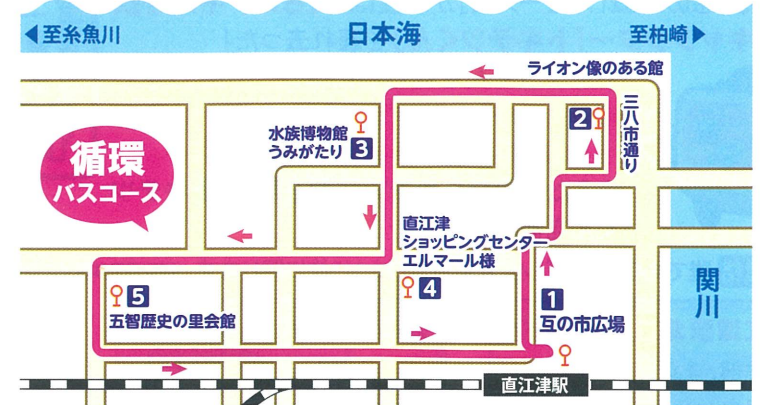 ◀至糸魚川
日本海
至柏崎▶
ライオン像のある館
三八市通り
2
水族博物館
うみがたり 3
循環
バスコース
直江津
ショッピングセンター
エルマール様
4
5
五智歴史の里会館
1
互の市広場
関川
直江津駅